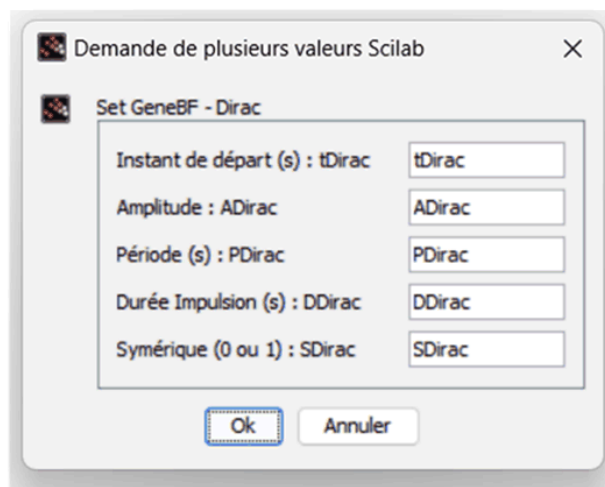 Demande de plusieurs valeurs Scilab
Set GeneBF - Dirac
Instant de départ (s) : tDirac tDirac
Amplitude : ADirac ADirac
Période (s) : PDirac PDirac
Durée Impulsion (s) : DDirac DDirac
Symérique (0 ou 1) : SDirac SDirac
Ok Annuler